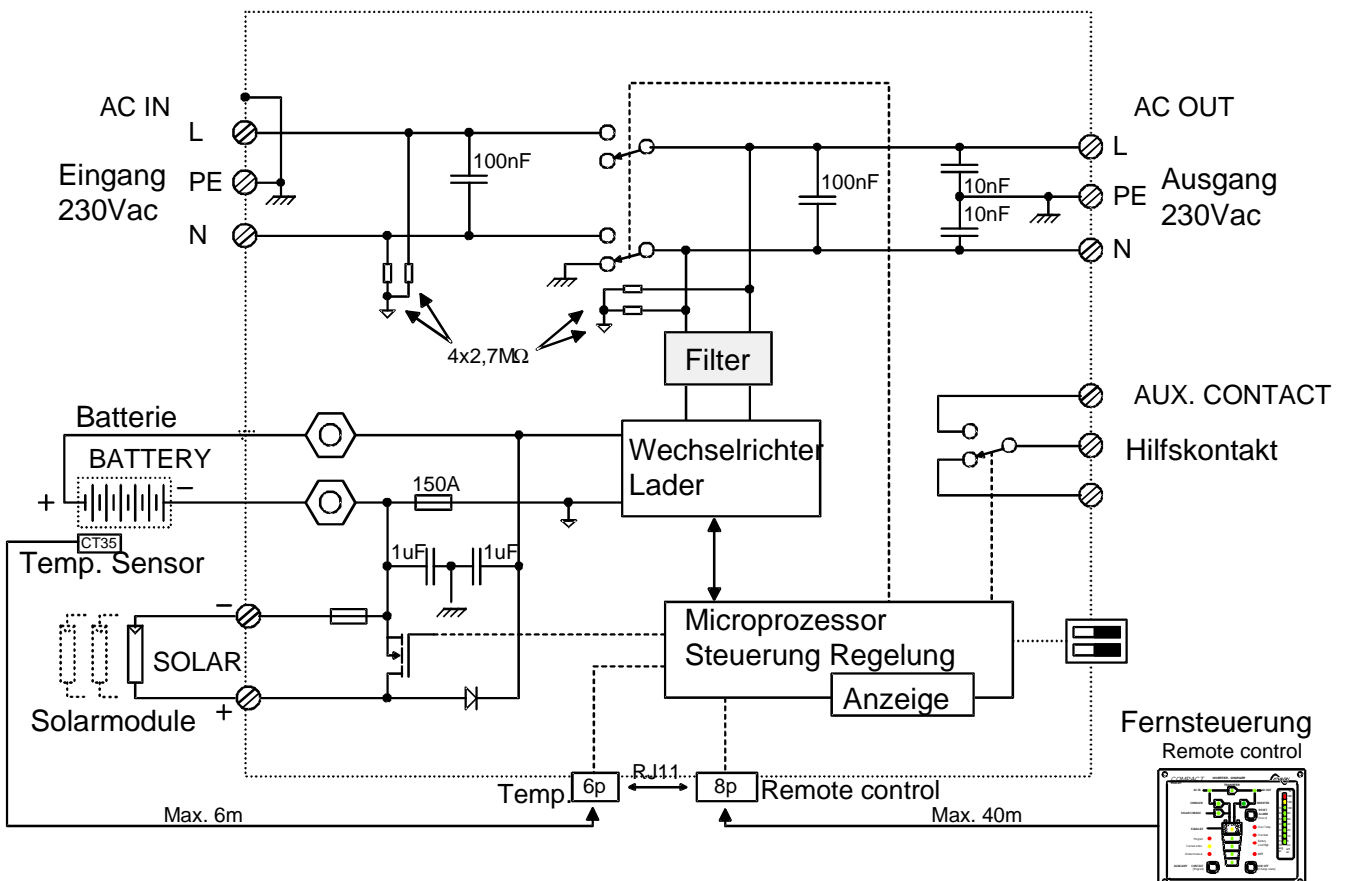 AC IN
AC OUT
L
L
100nF
100nF
10nF
Eingang
230Vac
PE
PE
Ausgang
230Vac
10nF
N
N
4x2,7MΩ
Filter
AUX. CONTACT
Batterie
BATTERY
Wechselrichter
Lader
Hilfskontakt
+
−
150A
CT35
Temp. Sensor
1uF
1uF
−
Microprozessor
Steuerung Regelung
SOLAR
Anzeige
+
Solarmodule
Fernsteuerung
Remote control
Temp.
6p
RJ11
8p
Remote control
Max. 6m
Max. 40m
COMPACT